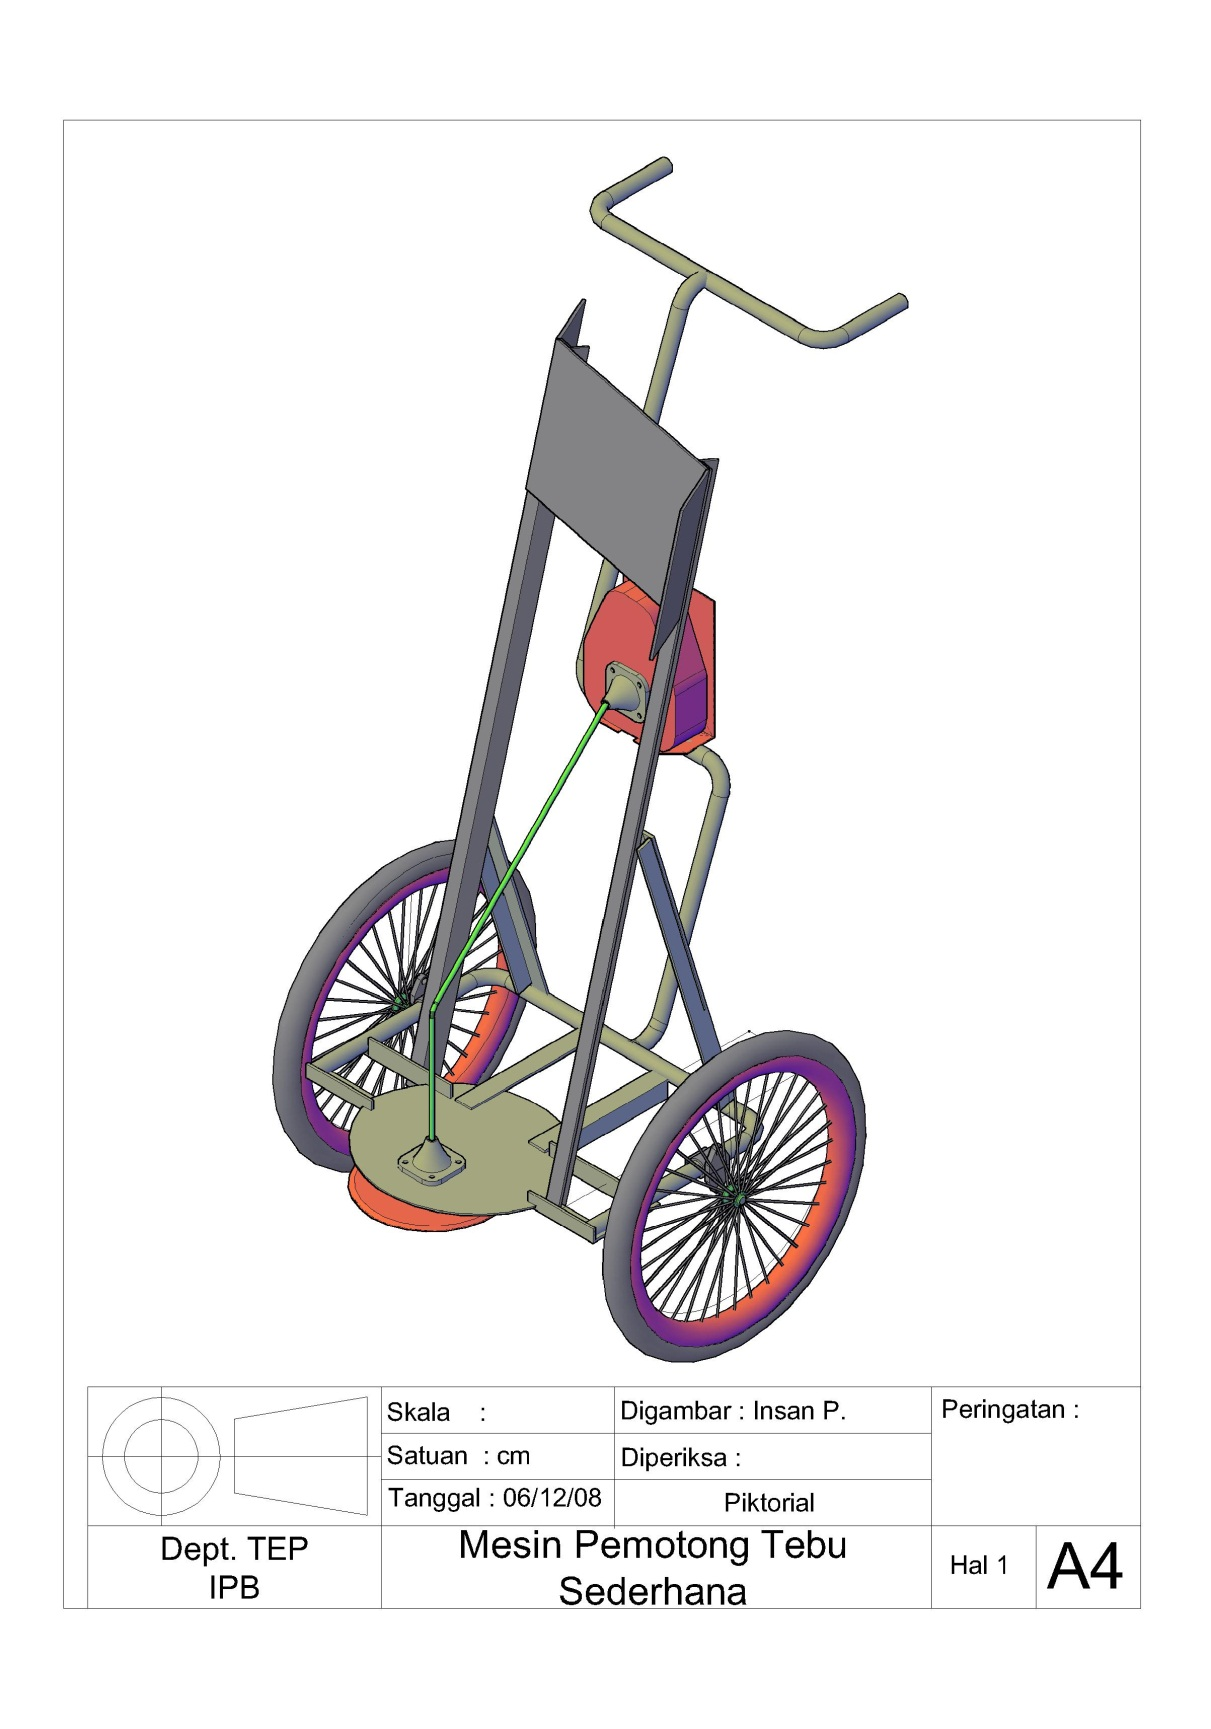 Skala :
Digambar : Insan P.
Peringatan :
Satuan : cm
Diperiksa :
Tanggal : 06/12/08
Piktorial
Dept. TEP
IPB
Mesin Pemotong Tebu
Sederhana
Hal 1
A4